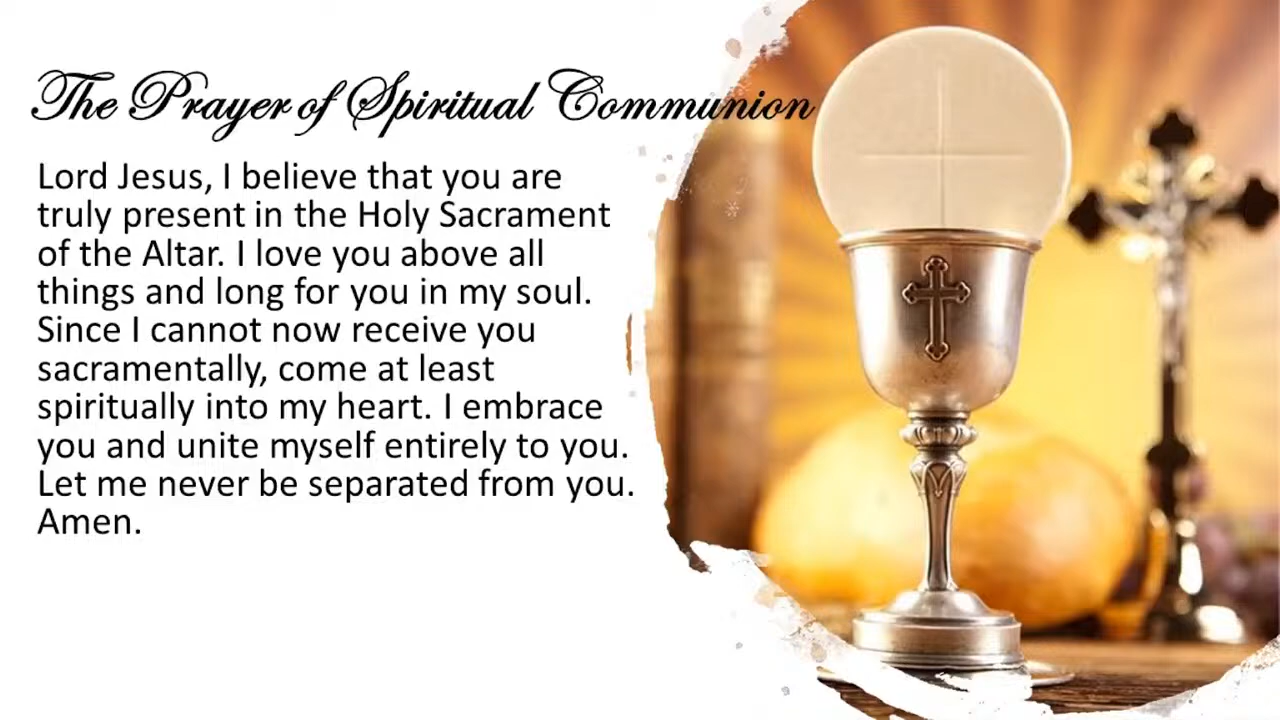 The Prayer of Spiritual Communion
Lord Jesus, I believe that you are
truly present in the Holy Sacrament
of the Altar. I love you above all
things and long for you in my soul.
Since I cannot now receive you
sacramentally, come at least
spiritually into my heart. I embrace
you and unite myself entirely to you.
Let me never be separated from you.
Amen.